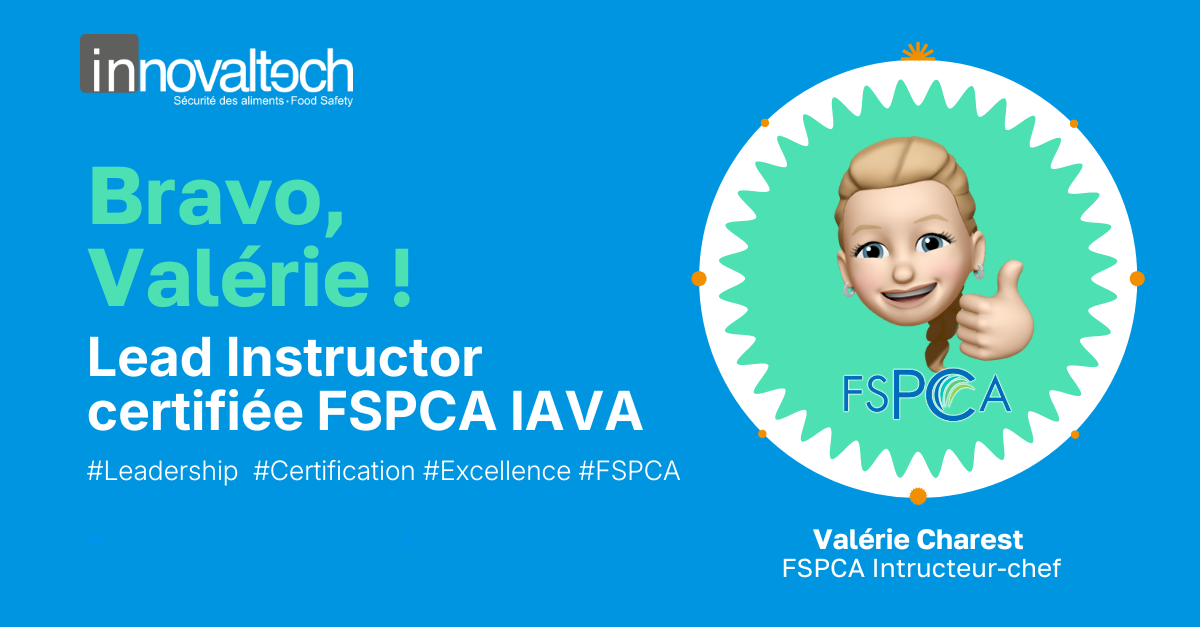 innovaltech
Sécurité des aliments · Food Safety
Bravo,
Valérie !
Lead Instructor
certifiée FSPCA IAVA
#Leadership #Certification #Excellence #FSPCA
FSPCA
Valérie Charest
FSPCA Intructeur-chef